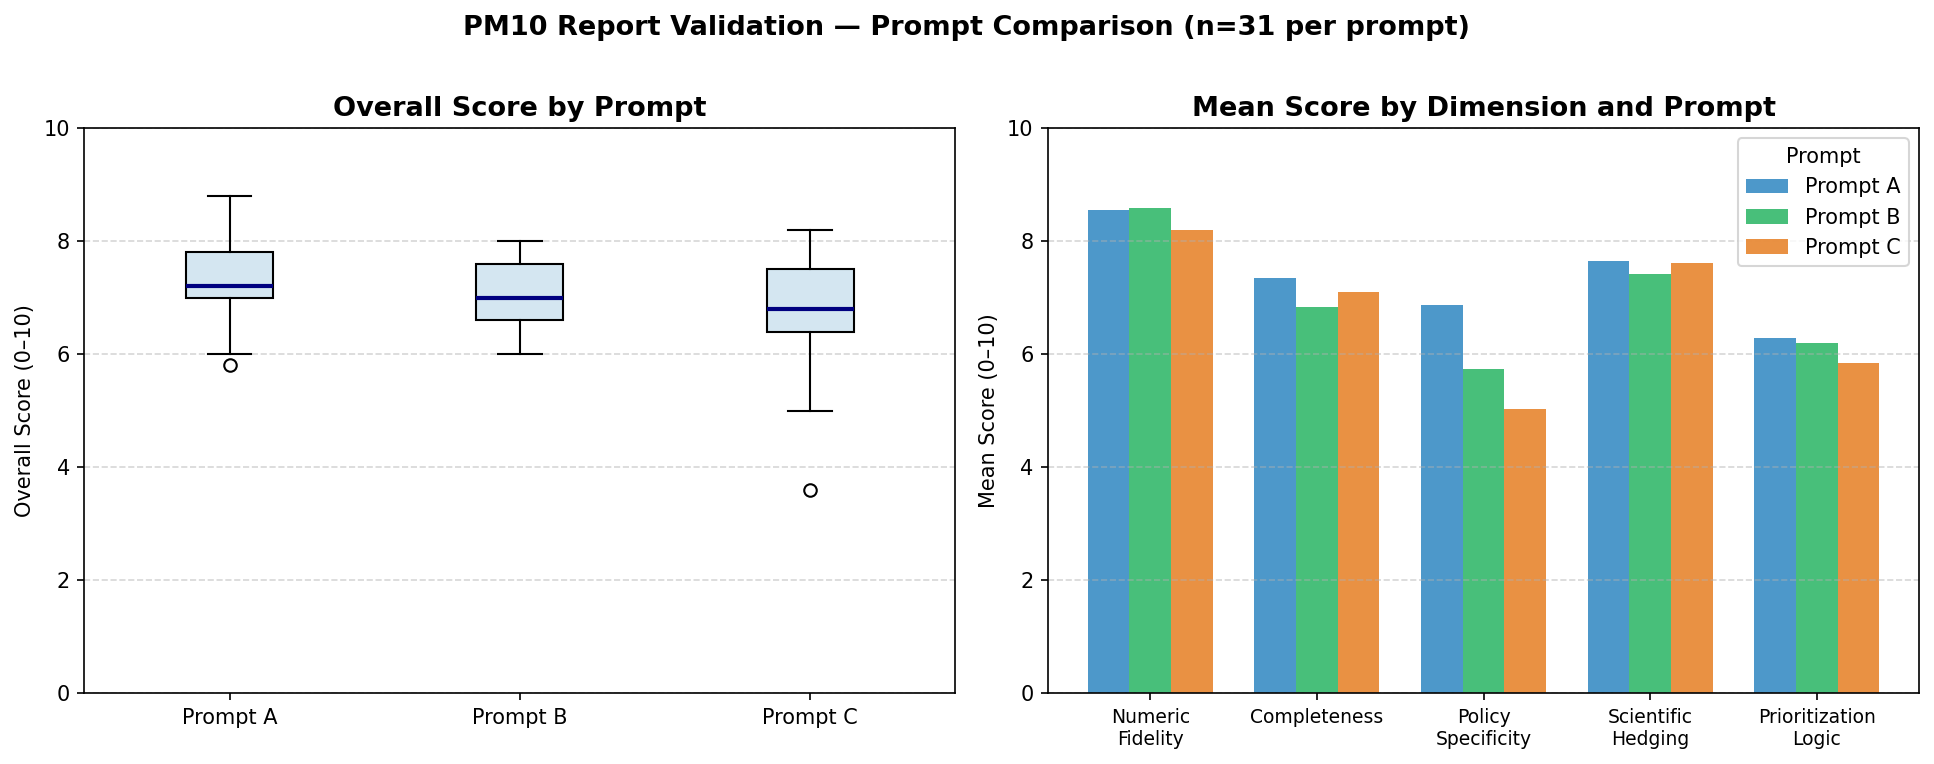 PM10 Report Validation — Prompt Comparison (n=31 per prompt)
Overall Score by Prompt
Overall Score (0–10)
10
8
6
4
2
0
Prompt A
Prompt B
Prompt C
Mean Score by Dimension and Prompt
Mean Score (0–10)
10
8
6
4
2
0
Prompt
Prompt A
Prompt B
Prompt C
Numeric
Fidelity
Completeness
Policy
Specificity
Scientific
Hedging
Prioritization
Logic